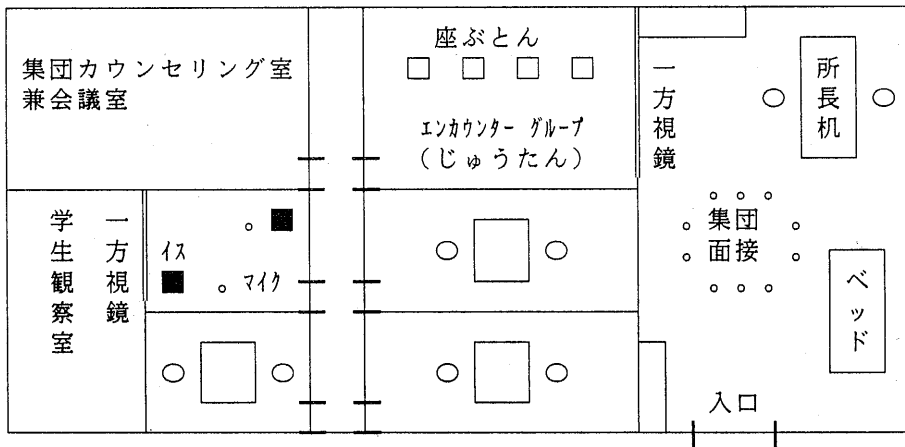 集団カウンセリング室
兼会議室
座ぶとん
エンカウンター グループ
(じゅうたん)
一方視鏡
所長机
学生観察室
一方視鏡
イス
マイク
集団
面接
ベッド
入口